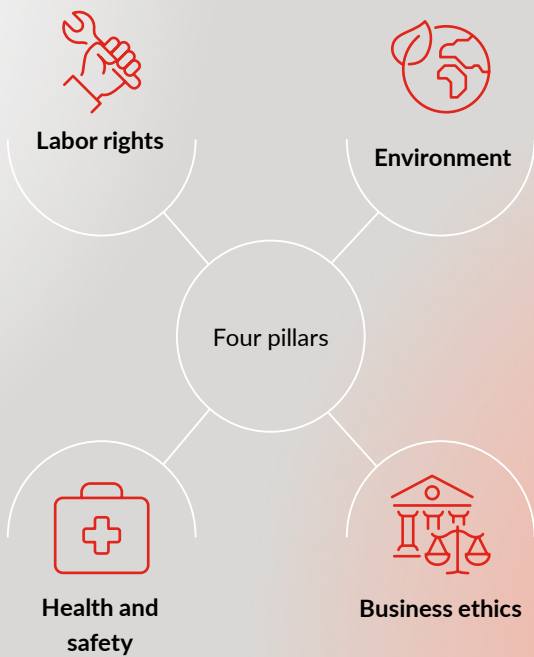 Labor rights
Environment
Four pillars
Health and
safety
Business ethics